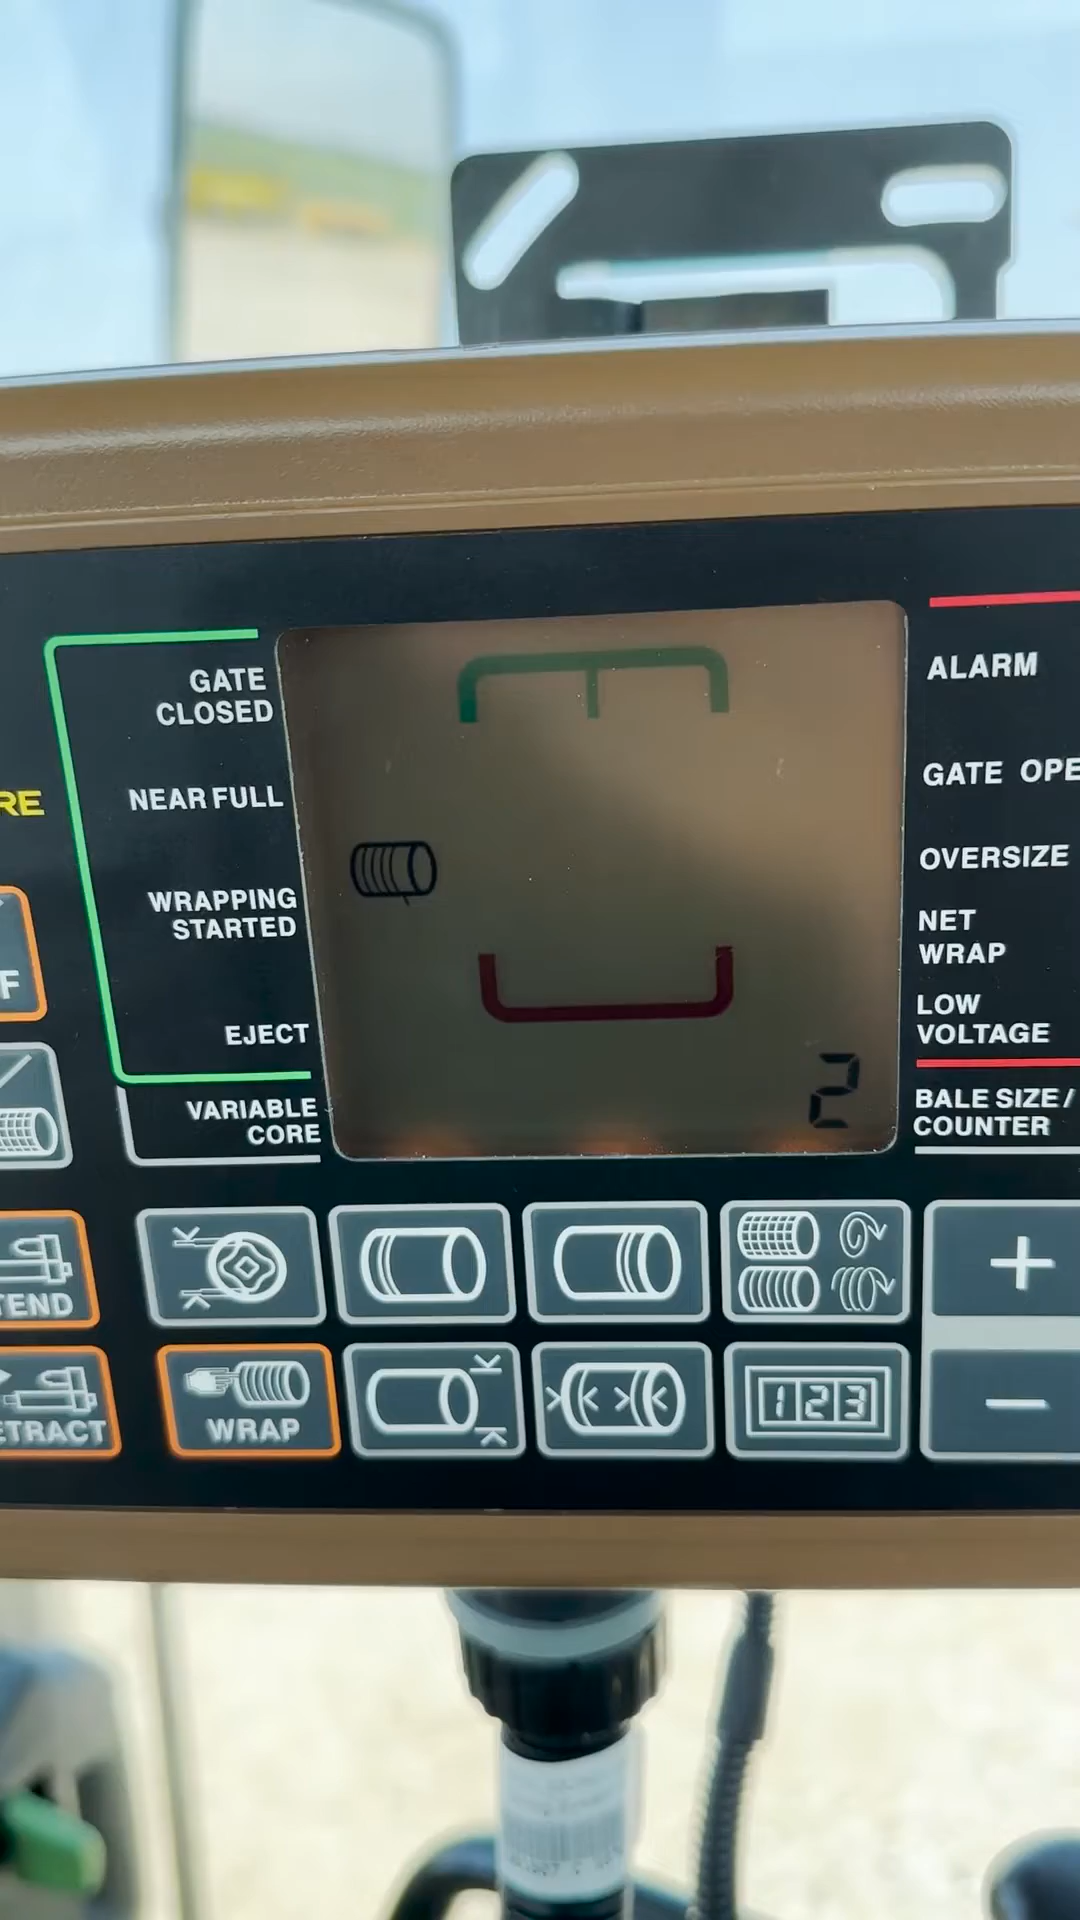 GATE
CLOSED
NEAR FULL
WRAPPING
STARTED
EJECT
VARIABLE
CORE
RE
F
TEND
ETRACT
WRAP
2
123
+
−
ALARM
GATE OPE
OVERSIZE
NET
WRAP
LOW
VOLTAGE
BALE SIZE /
COUNTER